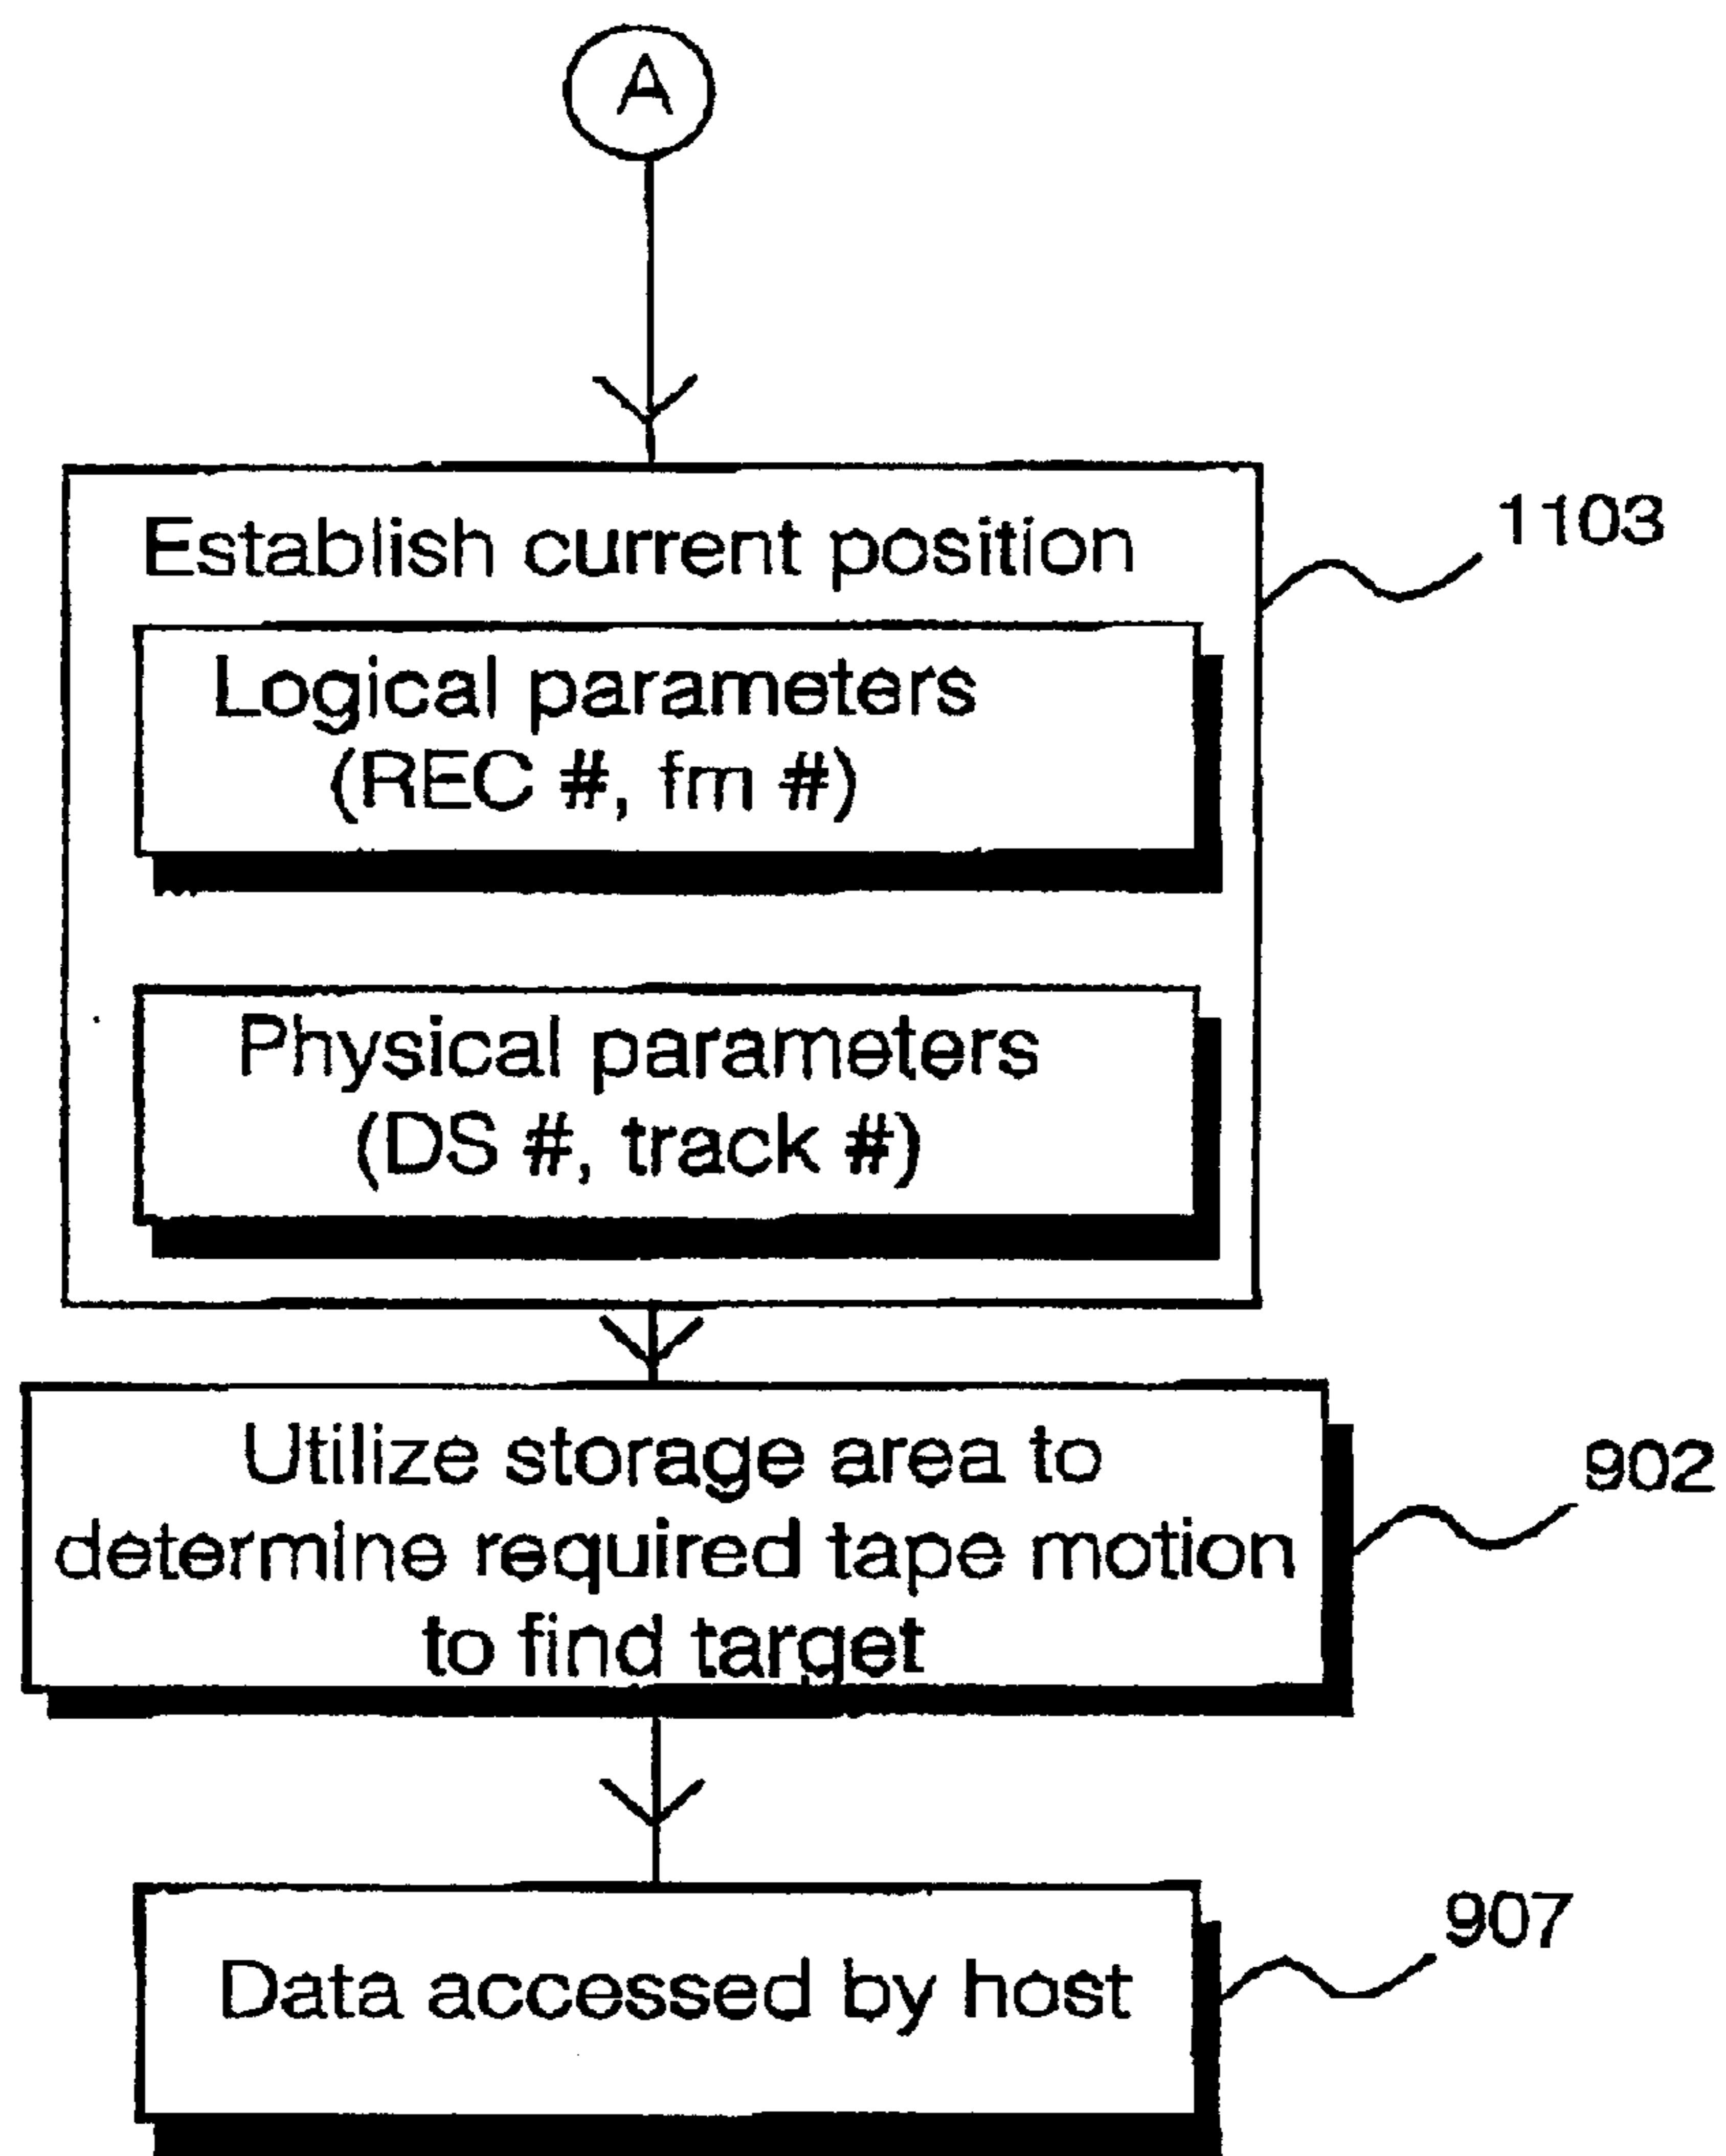 A
Establish current position
1103
Logical parameters
(REC #, fm #)
Physical parameters
(DS #, track #)
Utilize storage area to
902
determine required tape motion
to find target
907
Data accessed by host